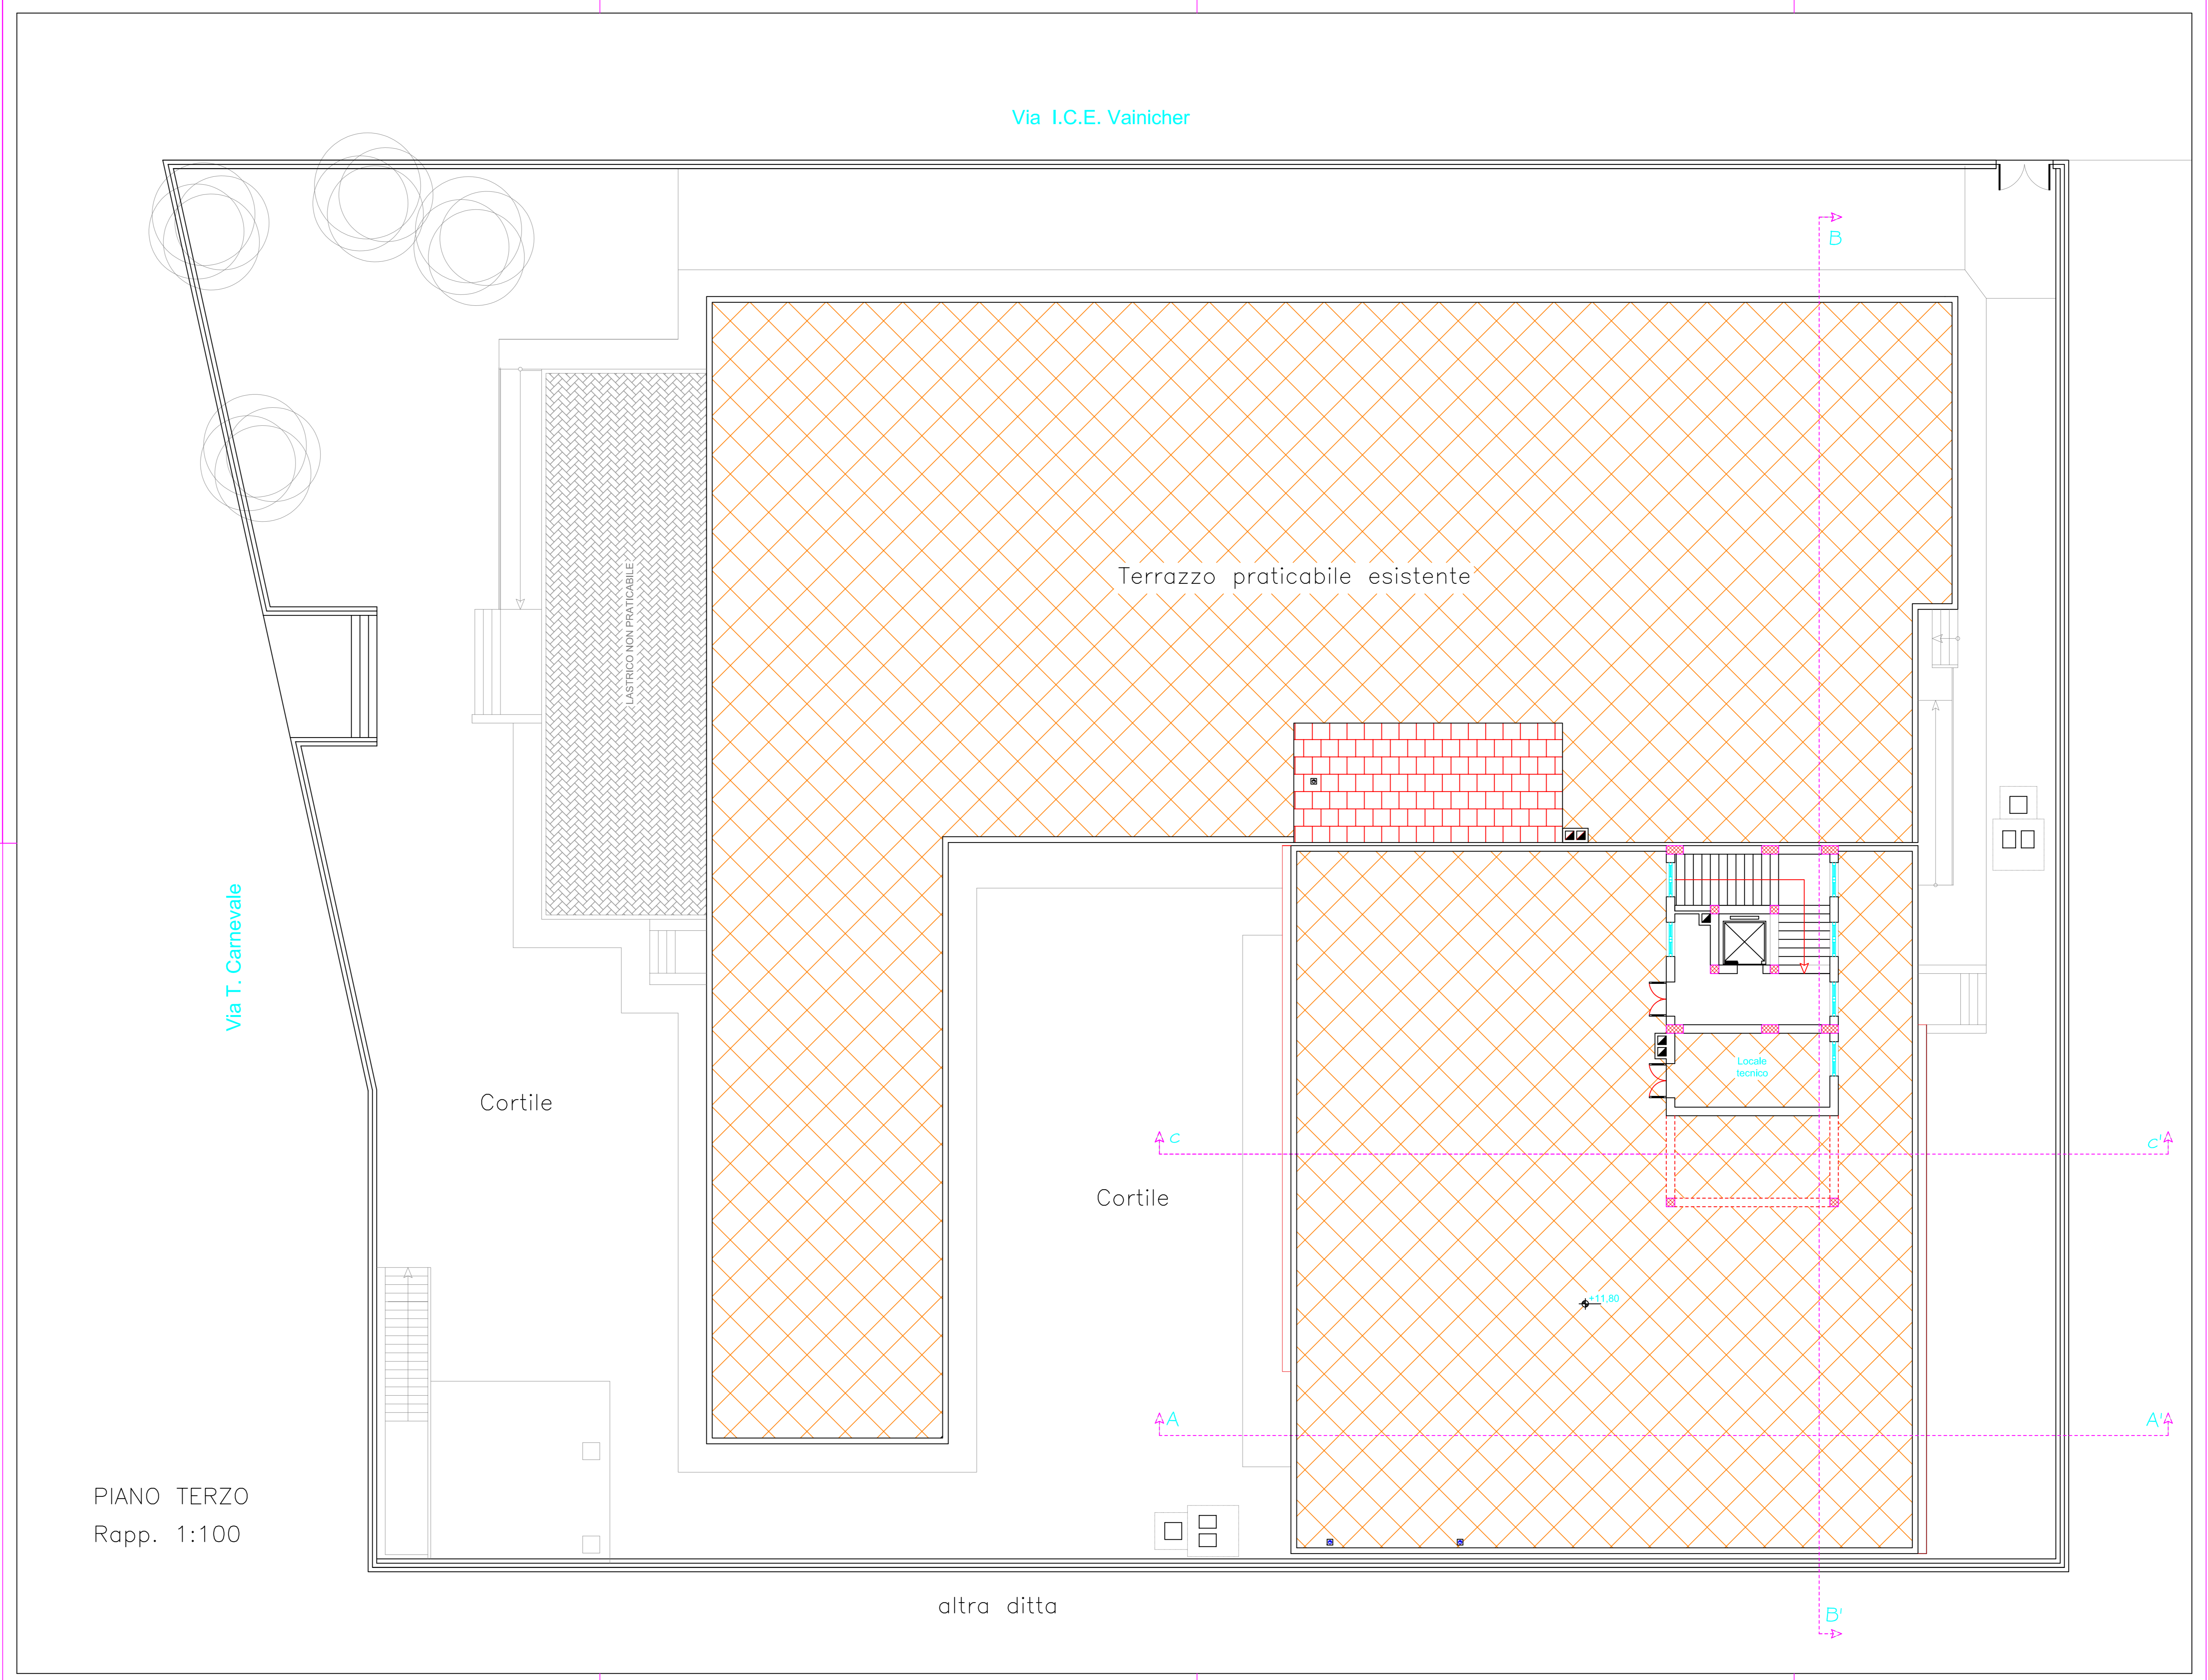 Via I.C.E. Vainicher
B
Terrazzo praticabile esistente
LASTRICO NON PRATICABILE
Via T. Carnevale
Locale
tecnico
Cortile
C
C'
Cortile
+11,80
A
A'
PIANO TERZO
Rapp. 1:100
altra ditta
B'